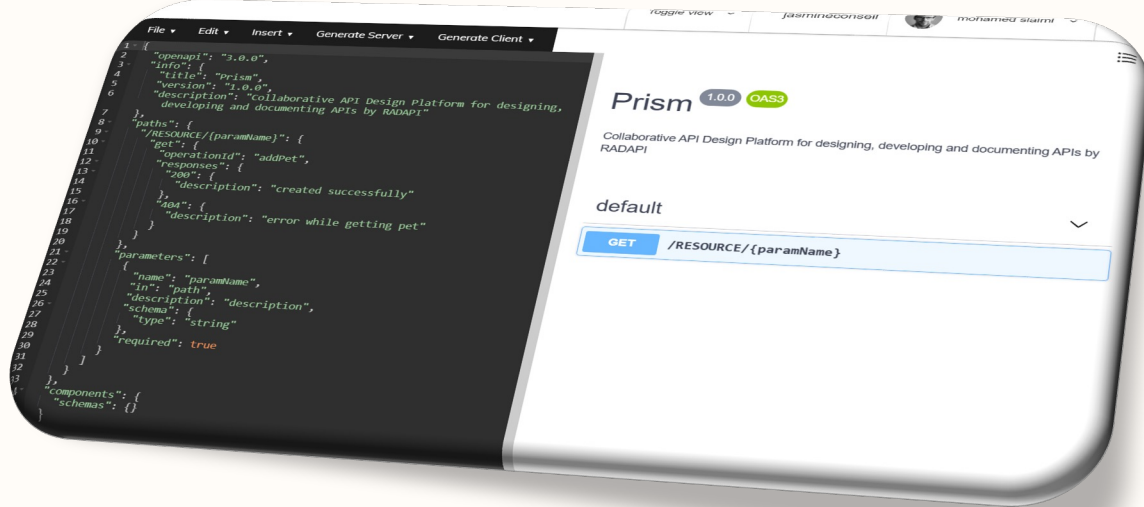 Toggle view jasmineconseil mohamed slaimi
File Edit Insert Generate Server Generate Client
1 {
2 "openapi": "3.0.0",
3 "info": {
4 "title": "Prism",
5 "version": "1.0.0",
6 "description": "Collaborative API Design Platform for designing,
developing and documenting APIs by RADAPI"
7 },
8 "paths": {
9 "/RESOURCE/{paramName}": {
10 "get": {
11 "operationId": "addPet",
12 "responses": {
13 "200": {
14 "description": "created successfully"
15 },
16 "404": {
17 "description": "error while getting pet"
18 }
19 }
20 },
21 "parameters": [
22 {
23 "name": "paramName",
24 "in": "path",
25 "description": "description",
26 "schema": {
27 "type": "string"
28 },
29 "required": true
30 }
31 ]
32 }
33 },
"components": {
"schemas": {}
}
Prism 1.0.0 OAS3
Collaborative API Design Platform for designing, developing and documenting APIs by
RADAPI
default
GET /RESOURCE/{paramName}